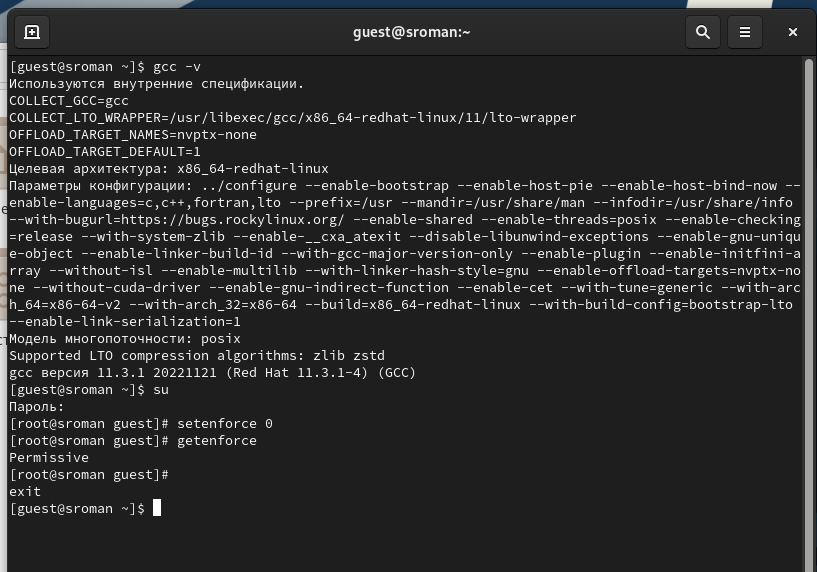 guest@sroman:~
[guest@sroman ~]$ gcc -v
Используются внутренние спецификации.
COLLECT_GCC=gcc
COLLECT_LTO_WRAPPER=/usr/libexec/gcc/x86_64-redhat-linux/11/lto-wrapper
OFFLOAD_TARGET_NAMES=nvptx-none
OFFLOAD_TARGET_DEFAULT=1
Целевая архитектура: x86_64-redhat-linux
Параметры конфигурации: ../configure --enable-bootstrap --enable-host-pie --enable-host-bind-now --
enable-languages=c,c++,fortran,lto --prefix=/usr --mandir=/usr/share/man --infodir=/usr/share/info
--with-bugurl=https://bugs.rockylinux.org/ --enable-shared --enable-threads=posix --enable-checking
=release --with-system-zlib --enable-__cxa_atexit --disable-libunwind-exceptions --enable-gnu-uniqu
e-object --enable-linker-build-id --with-gcc-major-version-only --enable-plugin --enable-initfini-a
rray --without-isl --enable-multilib --with-linker-hash-style=gnu --enable-offload-targets=nvptx-no
ne --without-cuda-driver --enable-gnu-indirect-function --enable-cet --with-tune=generic --with-arc
h_64=x86-64-v2 --with-arch_32=x86-64 --build=x86_64-redhat-linux --with-build-config=bootstrap-lto
--enable-link-serialization=1
Модель многопоточности: posix
Supported LTO compression algorithms: zlib zstd
gcc версия 11.3.1 20221121 (Red Hat 11.3.1-4) (GCC)
[guest@sroman ~]$ su
Пароль:
[root@sroman guest]# setenforce 0
[root@sroman guest]# getenforce
Permissive
[root@sroman guest]#
exit
[guest@sroman ~]$